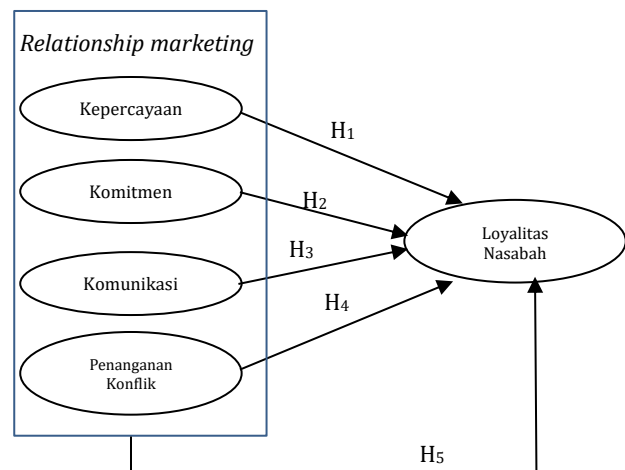 Relationship marketing
Kepercayaan
H1
Komitmen
H2
Loyalitas
Nasabah
H3
Komunikasi
H4
Penanganan
Konflik
H5